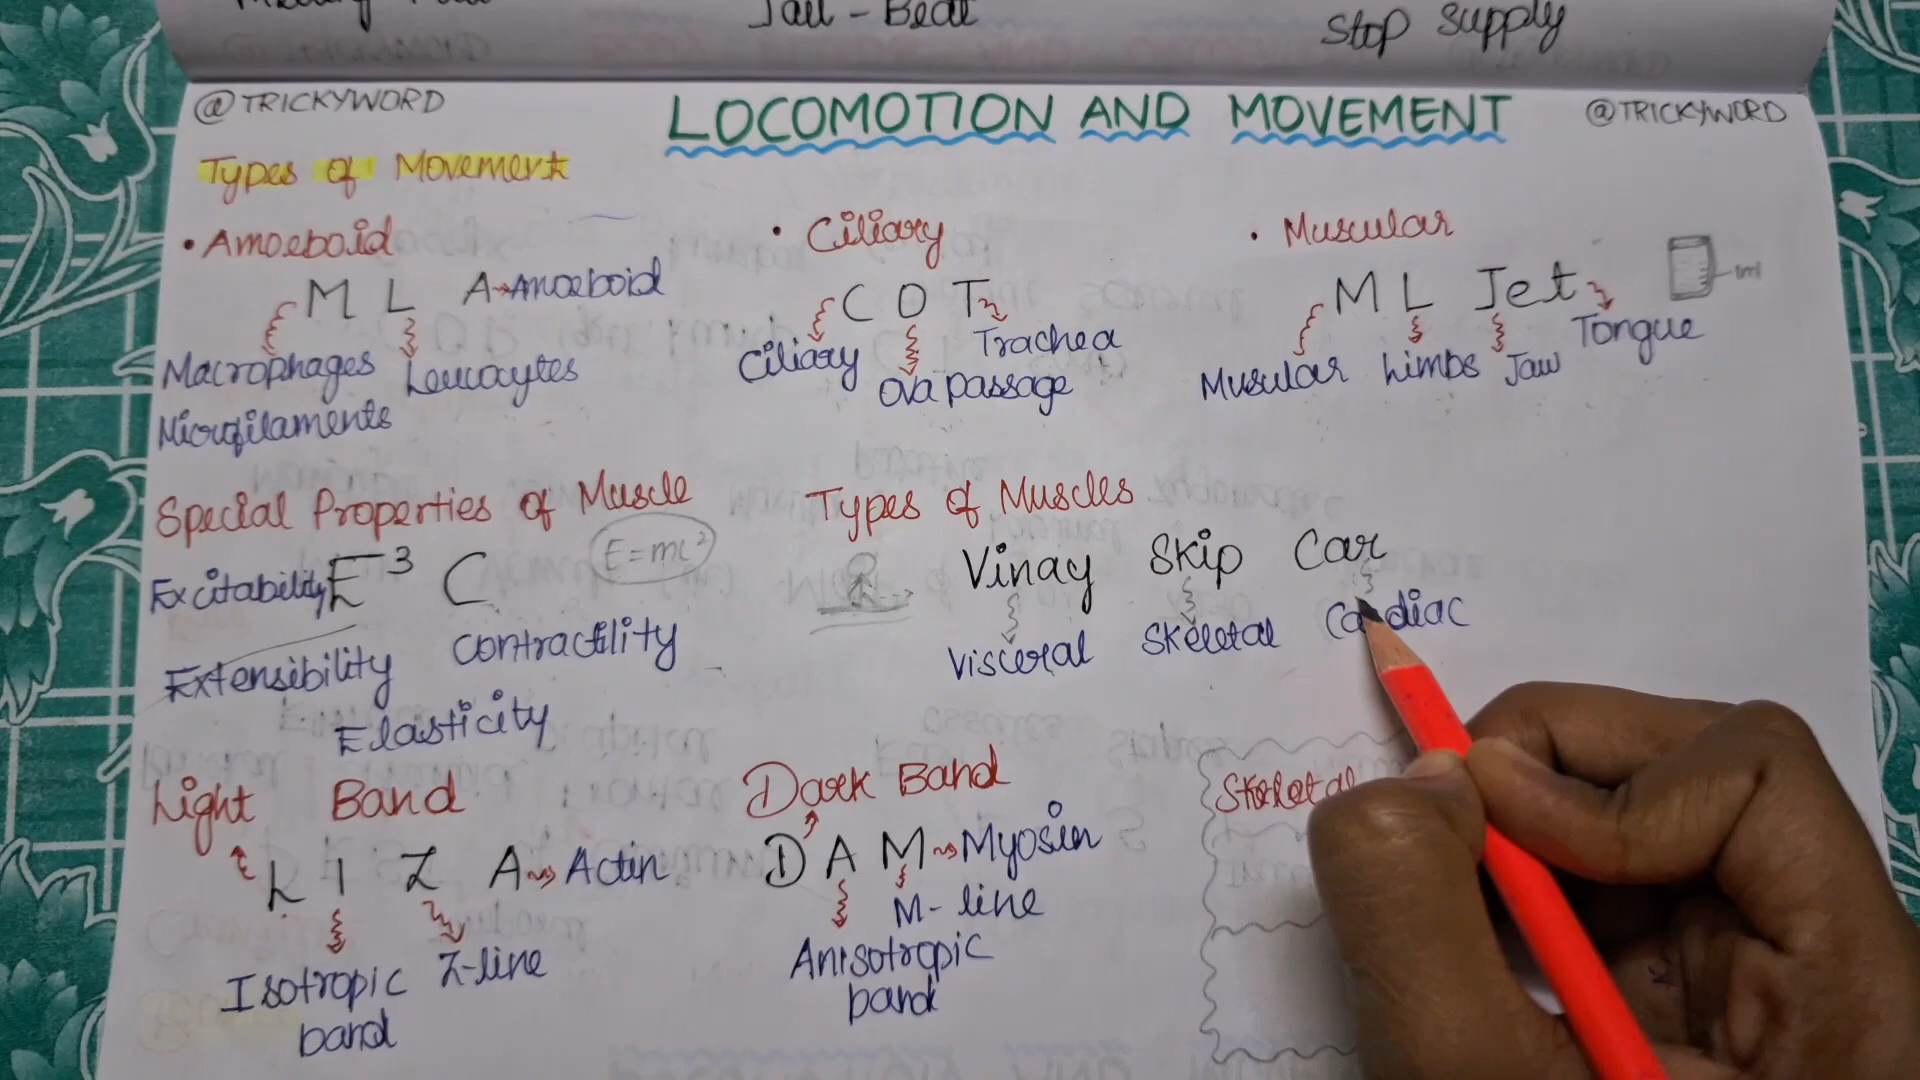 Tail - Beat
Stop Supply
@TRICKYWORD
LOCOMOTION AND MOVEMENT
@TRICKYWORD
Types of Movement
• Amoeboid
M L A Amoeboid
Macrophages
Leucocytes
Microfilaments
• Ciliary
C O T
Ciliary
Ova passage
Trachea
• Muscular
M L Jet
Musular
Limbs
Jaw
Tongue
1ml
Special Properties of Muscle
Excitability E³ C
E=mc²
Extensibility
Contractility
Elasticity
Types of Muscles
Vinay Skip Car
Visceral
Skeletal
Cardiac
Light Band
L I Z A Actin
Isotropic
band
Z-line
Dark Band
D A M Myosin
M-line
Anisotropic
band
Skeletal